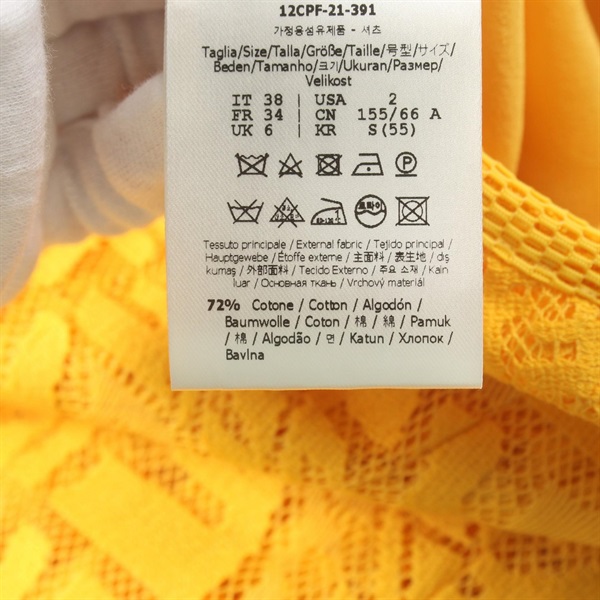 12CPF-21-391
가정용섬유제품 - 셔츠
Taglia/Size/Talla/Größe/Taille/号型/サイズ/
Beden/Tamanho/크기/Ukuran/Размер/
Velikost
IT 38 | USA 2
FR 34 | CN 155/66 A
UK 6 | KR S(55)
P
드라이
Tessuto principale / External fabric / Tejido principal /
Hauptgewebe / Étoffe externe / 主面料 / 表生地 / dış
kumaş / 外部面料 / Tecido Externo / 주요 소재 / Kain
luar / Основная ткань / Vrchový materiál
72% Cotone / Cotton / Algodón /
Baumwolle / Coton / 棉 / 綿 / Pamuk
/ 棉 / Algodão / 면 / Katun / Хлопок /
Bavlna